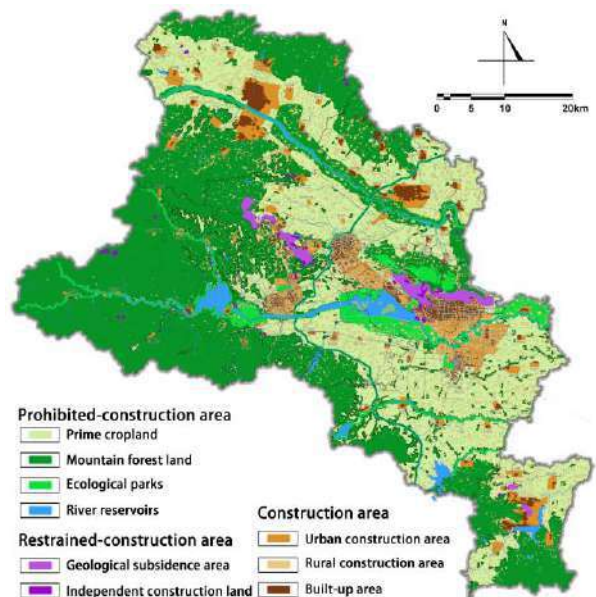 N
0 5 10 20km
Prohibited-construction area
Prime cropland
Mountain forest land
Ecological parks
River reservoirs
Restrained-construction area
Geological subsidence area
Independent construction land
Construction area
Urban construction area
Rural construction area
Built-up area